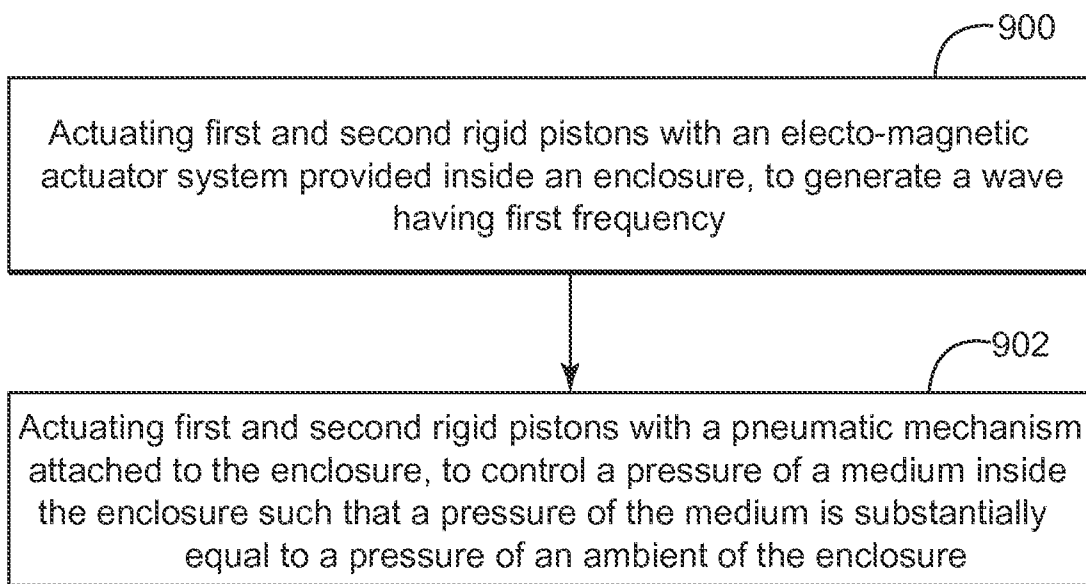 900
Actuating first and second rigid pistons with an electo-magnetic
actuator system provided inside an enclosure, to generate a wave
having first frequency
902
Actuating first and second rigid pistons with a pneumatic mechanism
attached to the enclosure, to control a pressure of a medium inside
the enclosure such that a pressure of the medium is substantially
equal to a pressure of an ambient of the enclosure